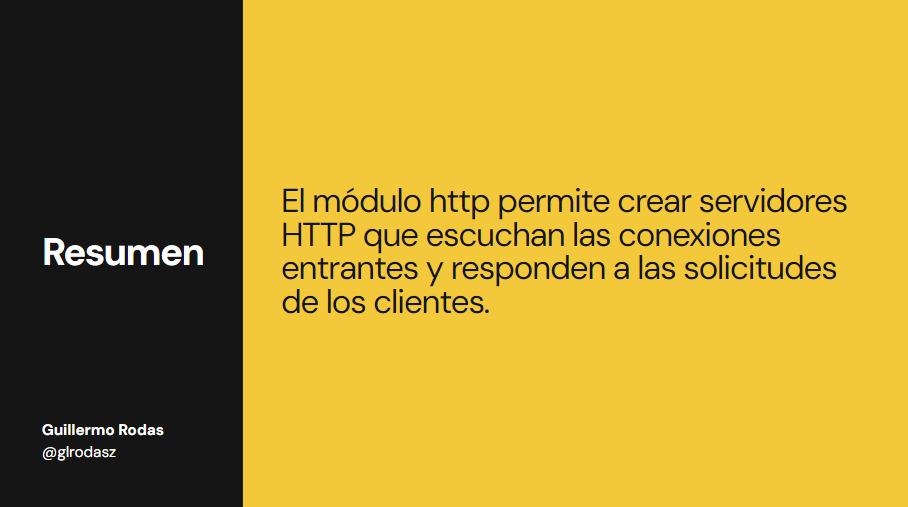 Resumen
El módulo http permite crear servidores
HTTP que escuchan las conexiones
entrantes y responden a las solicitudes
de los clientes.
Guillermo Rodas
@glrodasz